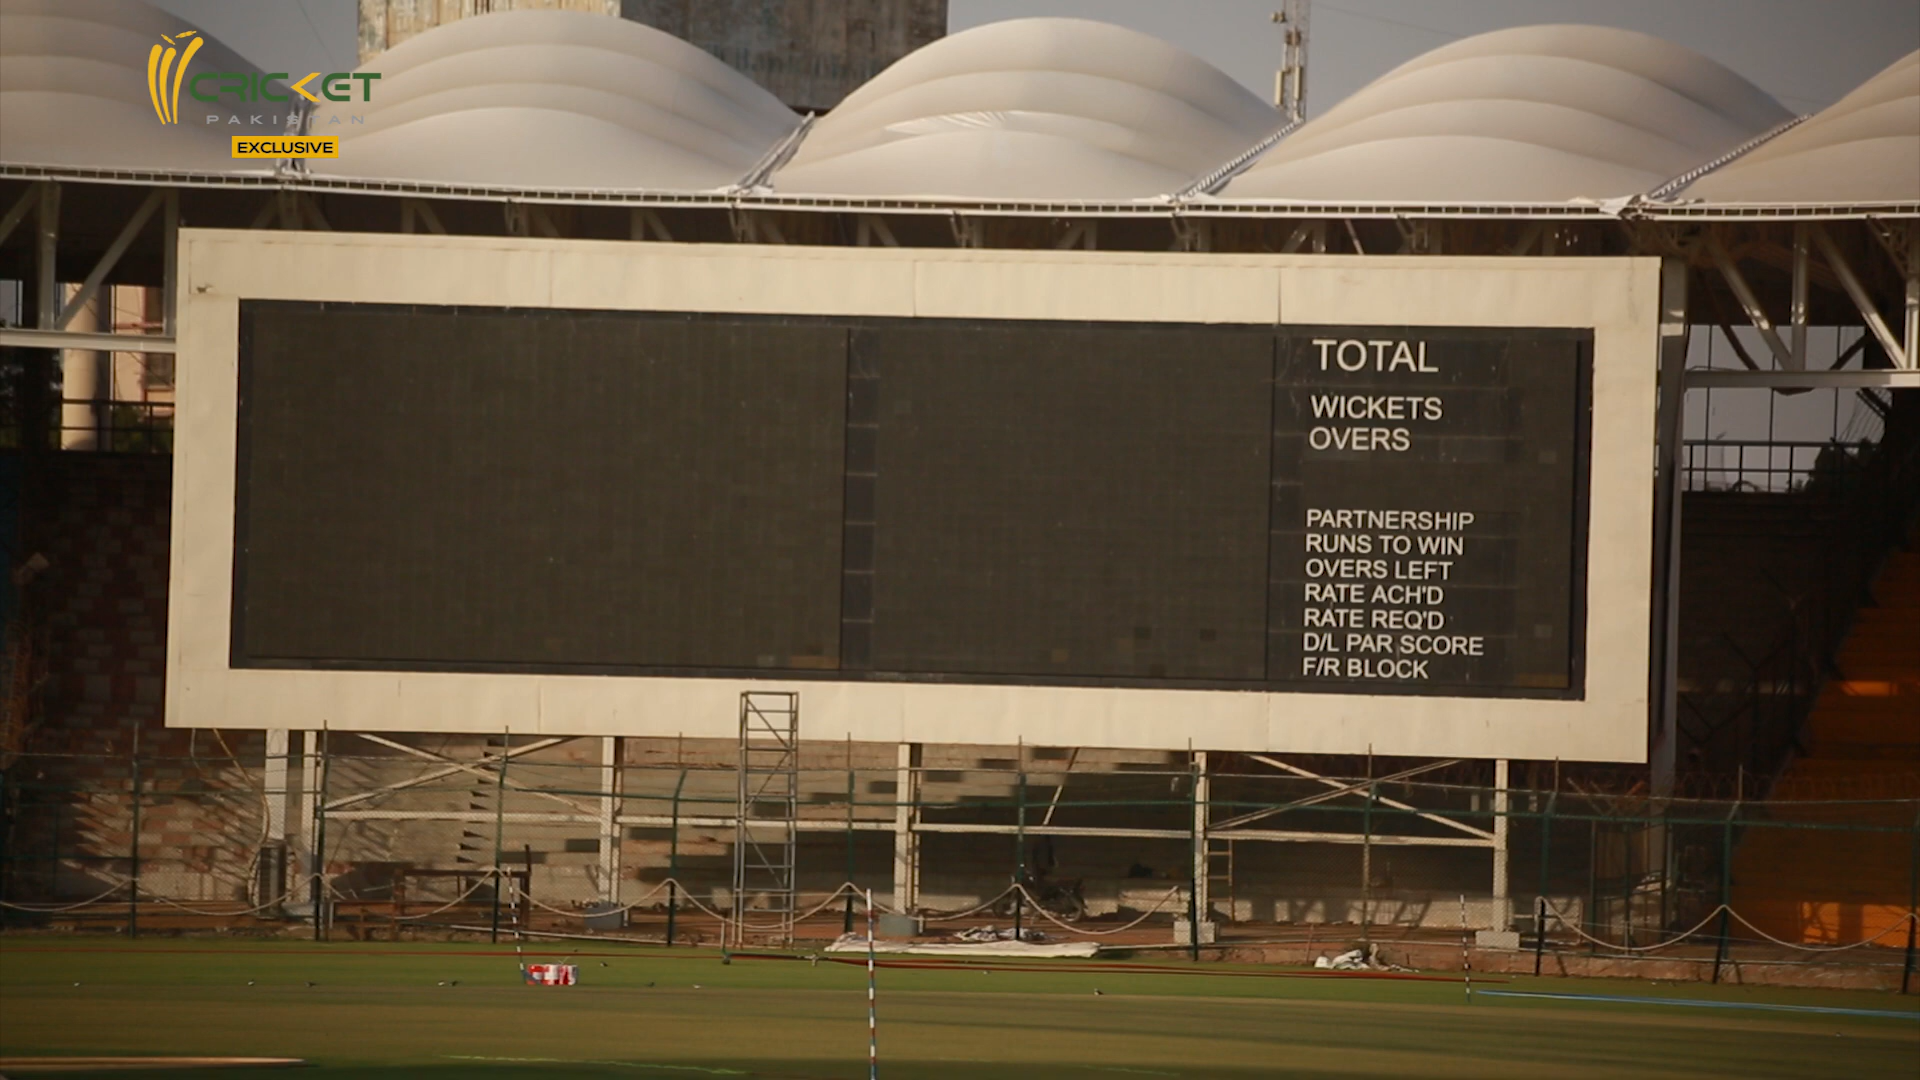 CRICKET
PAKISTAN
EXCLUSIVE
TOTAL
WICKETS
OVERS
PARTNERSHIP
RUNS TO WIN
OVERS LEFT
RATE ACH'D
RATE REQ'D
D/L PAR SCORE
F/R BLOCK